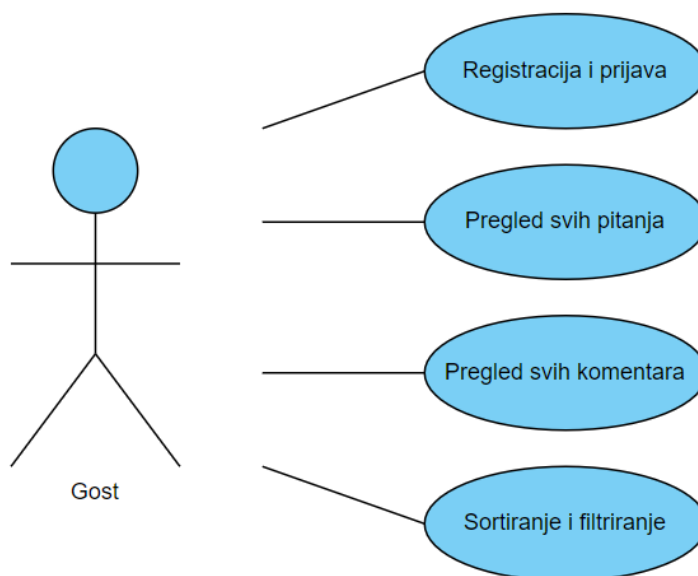 Registracija i prijava
Pregled svih pitanja
Pregled svih komentara
Gost
Sortiranje i filtriranje